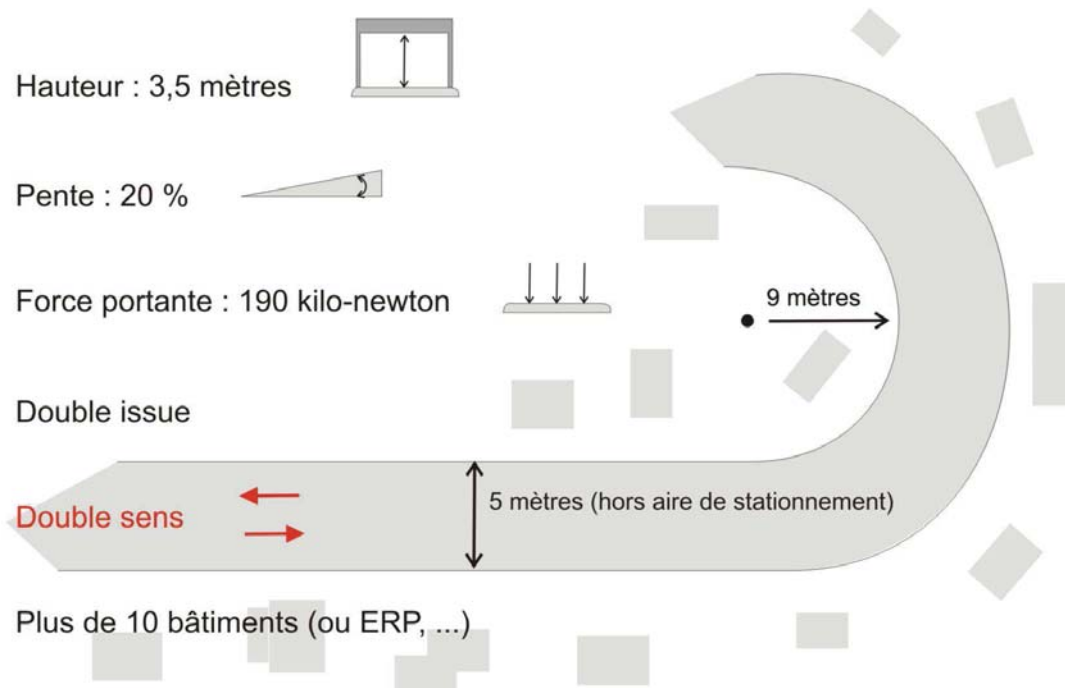 Hauteur : 3,5 mètres
Pente : 20 %
Force portante : 190 kilo-newton
9 mètres
Double issue
5 mètres (hors aire de stationnement)
Double sens
Plus de 10 bâtiments (ou ERP, ...)